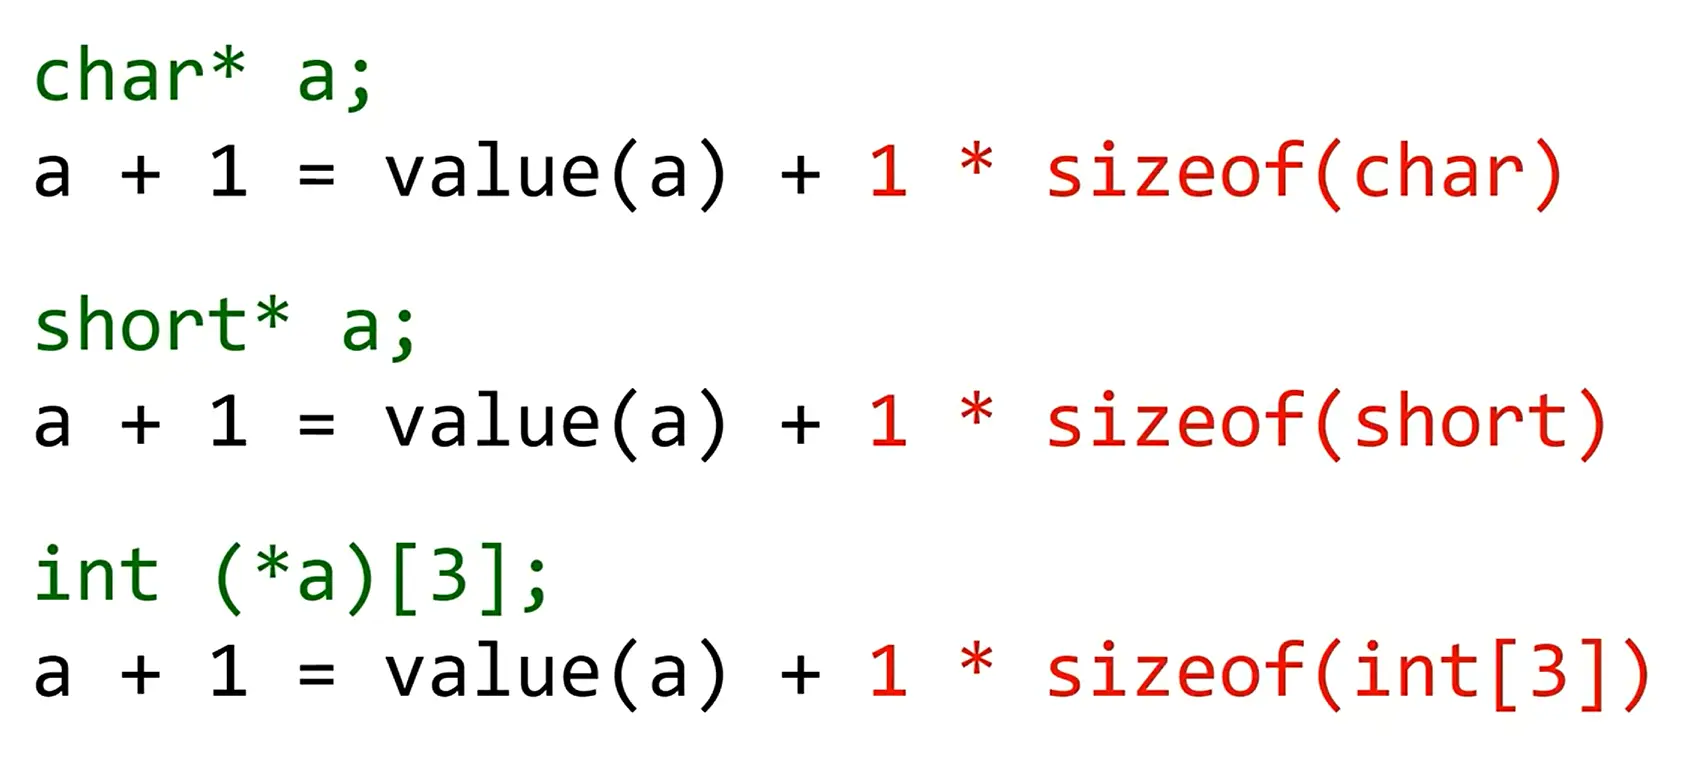 char* a;
a + 1 = value(a) + 1 * sizeof(char)
short* a;
a + 1 = value(a) + 1 * sizeof(short)
int (*a)[3];
a + 1 = value(a) + 1 * sizeof(int[3])